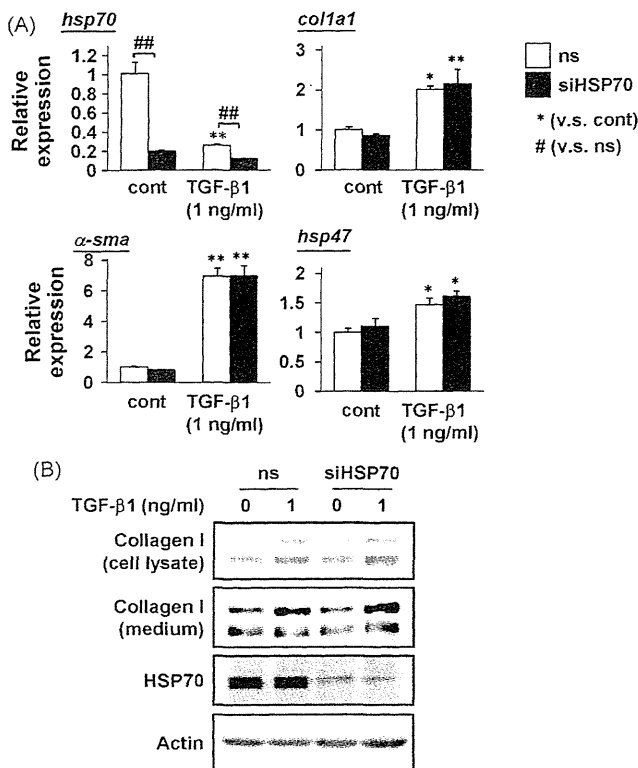 (A)
hsp70
Relative expression
1.2
1
0.8
0.6
0.4
0.2
0
##
**
##
cont
TGF-β1
(1 ng/ml)
col1a1
3
2
1
0
*
**
cont
TGF-β1
(1 ng/ml)
ns
siHSP70
* (v.s. cont)
# (v.s. ns)
α-sma
Relative expression
8
6
4
2
0
** **
cont
TGF-β1
(1 ng/ml)
hsp47
2
1.5
1
0.5
0
*
*
cont
TGF-β1
(1 ng/ml)
(B)
ns siHSP70
TGF-β1 (ng/ml) 0 1 0 1
Collagen I
(cell lysate)
Collagen I
(medium)
HSP70
Actin